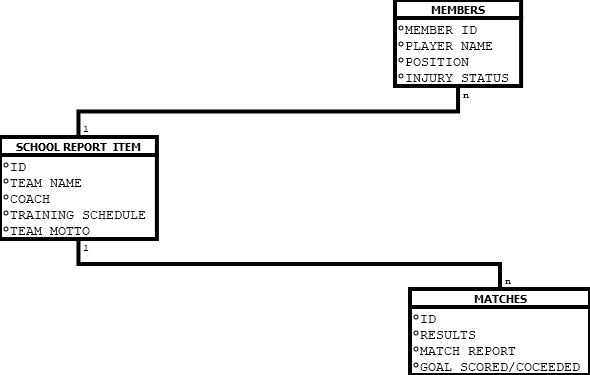 MEMBERS
MEMBER ID
PLAYER NAME
POSITION
INJURY STATUS
n
1
SCHOOL REPORT ITEM
ID
TEAM NAME
COACH
TRAINING SCHEDULE
TEAM MOTTO
1
n
MATCHES
ID
RESULTS
MATCH REPORT
GOAL SCORED/COCEEDED